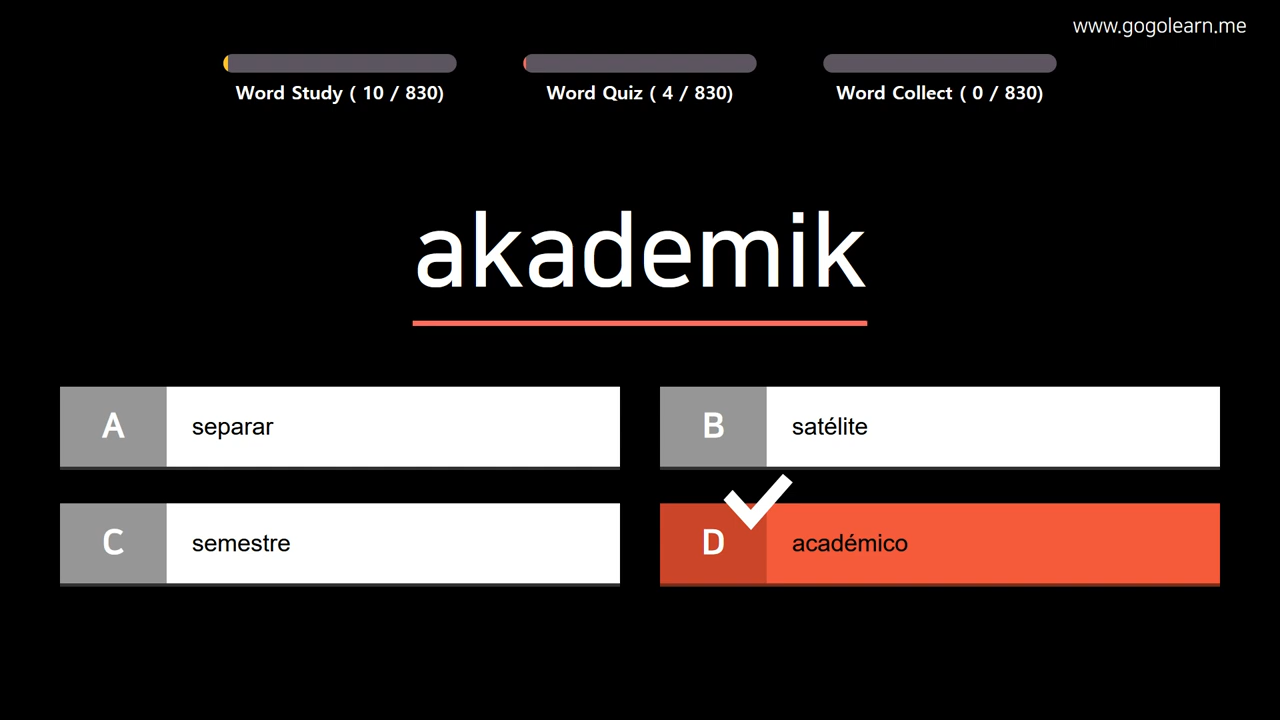 www.gogolearn.me
Word Study ( 10 / 830)
Word Quiz ( 4 / 830)
Word Collect ( 0 / 830)
akademik
A separar
B satélite
C semestre
D académico